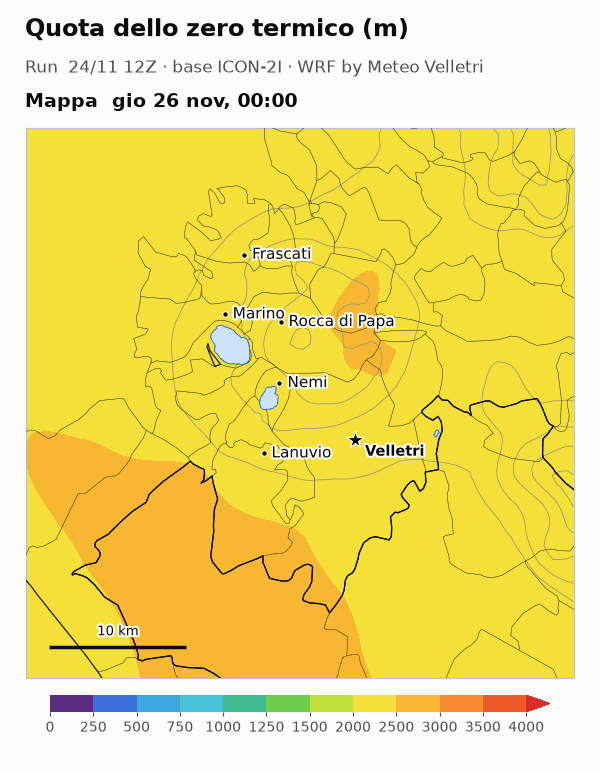 Quota dello zero termico (m)
Run  24/11 12Z · base ICON-2I · WRF by Meteo Velletri
Mappa  gio 26 nov, 00:00
Frascati
Marino
Rocca di Papa
Nemi
Velletri
Lanuvio
10 km
0 250 500 750 1000 1250 1500 2000 2500 3000 3500 4000